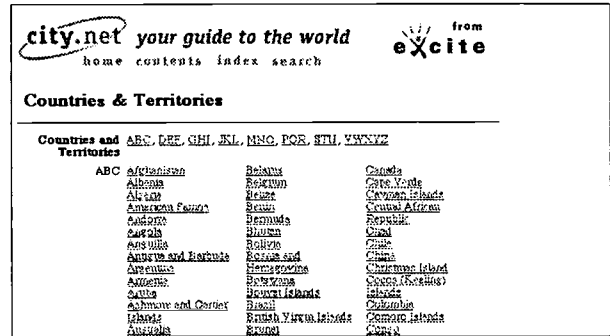 city.net your guide to the world
from
excite
home contents index search
Countries & Territories
Countries and Territories
ABC, DEF, GHI, JKL, MNO, PQR, STU, VWXYZ
ABC
Afghanistan
Albania
Algeria
American Samoa
Andorra
Angola
Anguilla
Antigua and Barbuda
Argentina
Armenia
Aruba
Ashmore and Cartier
Islands
Australia
Belarus
Belgium
Belize
Benin
Bermuda
Bhutan
Bolivia
Bosnia and
Herzegovina
Botswana
Bouvet Islands
Brazil
British Virgin Islands
Brunei
Canada
Cape Verde
Cayman Islands
Central African
Republic
Chad
Chile
China
Christmas Island
Cocos (Keeling)
Islands
Colombia
Comoro Islands
Congo